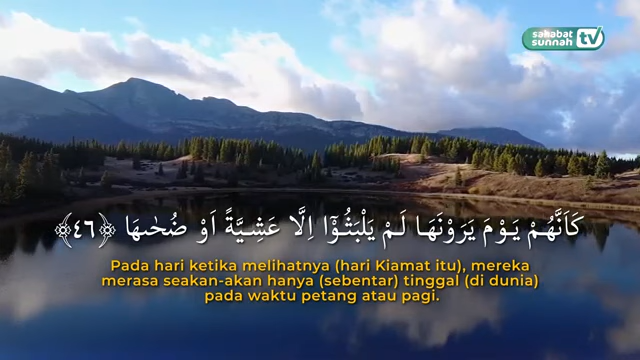 sahabat
sunnah tv
كَاَنَّهُمْ يَوْمَ يَرَوْنَهَا لَمْ يَلْبَثُوْٓا اِلَّا عَشِيَّةً اَوْ ضُحٰىهَا ﴿٤٦﴾
Pada hari ketika melihatnya (hari Kiamat itu), mereka
merasa seakan-akan hanya (sebentar) tinggal (di dunia)
pada waktu petang atau pagi.